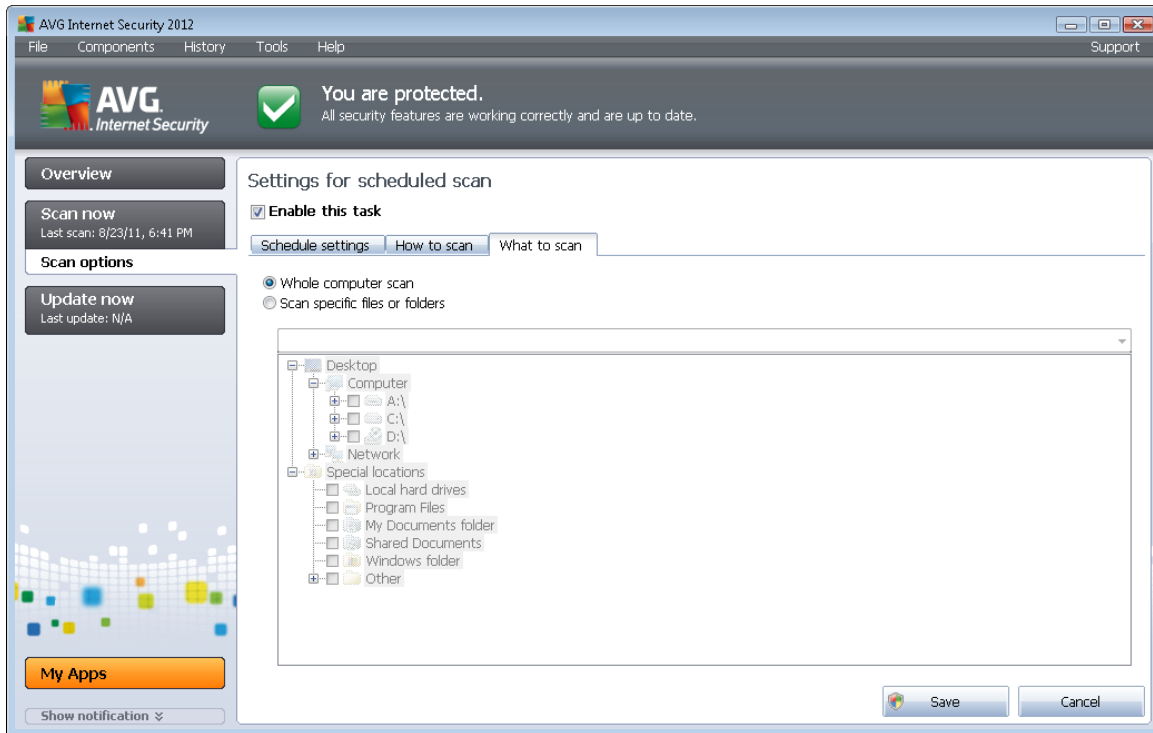 AVG Internet Security 2012
File Components History Tools Help Support
AVG.
Internet Security
You are protected.
All security features are working correctly and are up to date.
Overview
Scan now
Last scan: 8/23/11, 6:41 PM
Scan options
Update now
Last update: N/A
My Apps
Show notification
Settings for scheduled scan
Enable this task
Schedule settings How to scan What to scan
Whole computer scan
Scan specific files or folders
Desktop
Computer
A:\
C:\
D:\
Network
Special locations
Local hard drives
Program Files
My Documents folder
Shared Documents
Windows folder
Other
Save Cancel